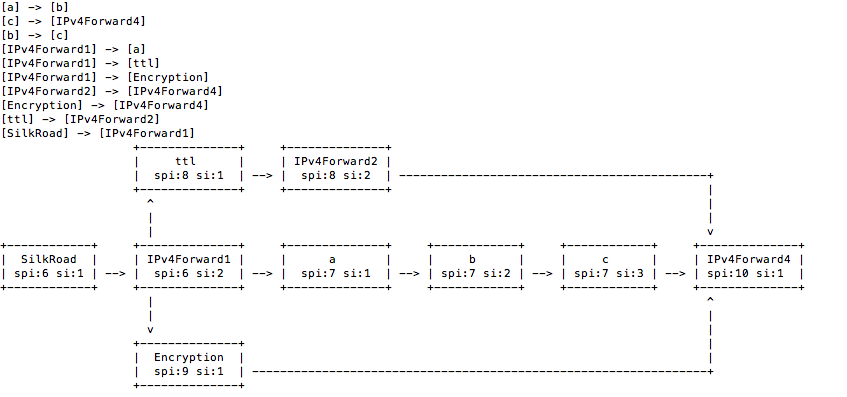 [a] -> [b]
[c] -> [IPv4Forward4]
[b] -> [c]
[IPv4Forward1] -> [a]
[IPv4Forward1] -> [ttl]
[IPv4Forward1] -> [Encryption]
[IPv4Forward2] -> [IPv4Forward4]
[Encryption] -> [IPv4Forward4]
[ttl] -> [IPv4Forward2]
[SilkRoad] -> [IPv4Forward1]
ttl IPv4Forward2
spi:8 si:1 --> spi:8 si:2
SilkRoad IPv4Forward1 a b c IPv4Forward4
spi:6 si:1 --> spi:6 si:2 --> spi:7 si:1 --> spi:7 si:2 --> spi:7 si:3 --> spi:10 si:1
Encryption
spi:9 si:1